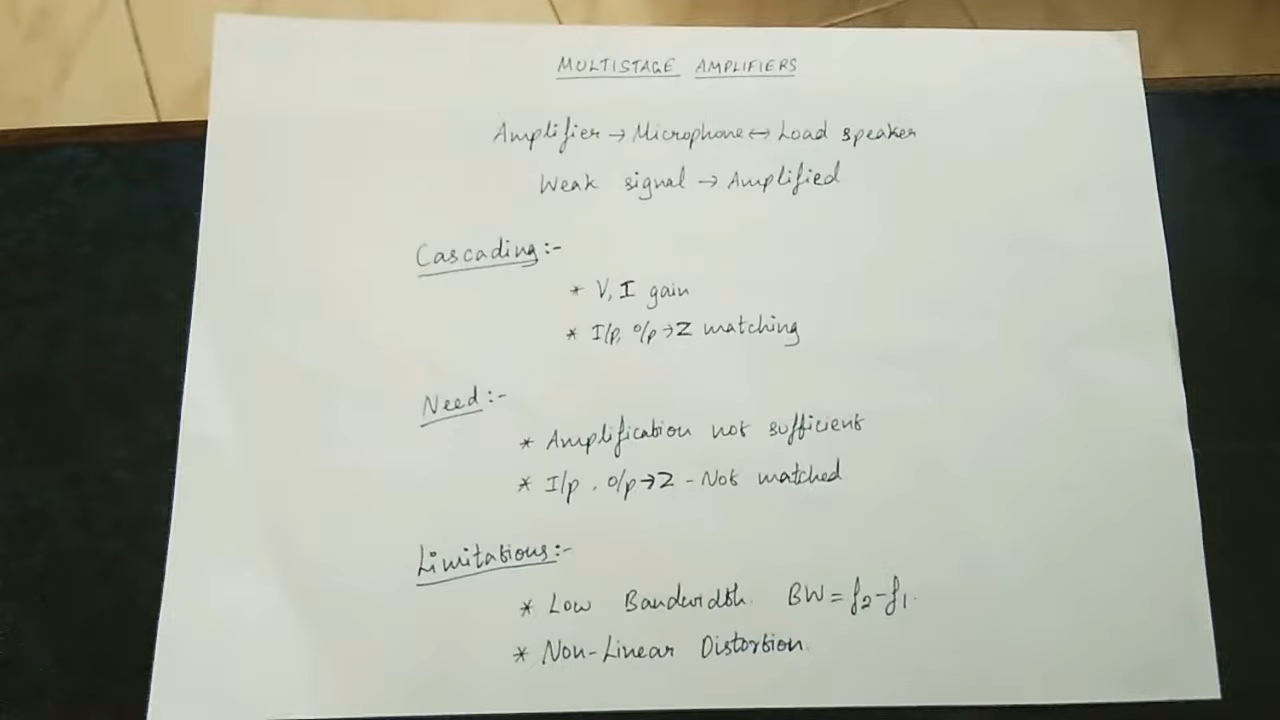 MULTISTAGE AMPLIFIERS
Amplifier → Microphone ↔ Load speaker
Weak signal → Amplified
Cascading:-
* V, I gain
* I/p, o/p → Z matching
Need:-
* Amplification not sufficient
* I/p, o/p → Z - Not matched
Limitations:-
* Low Bandwidth. BW = f2-f1.
* Non-Linear Distortion.